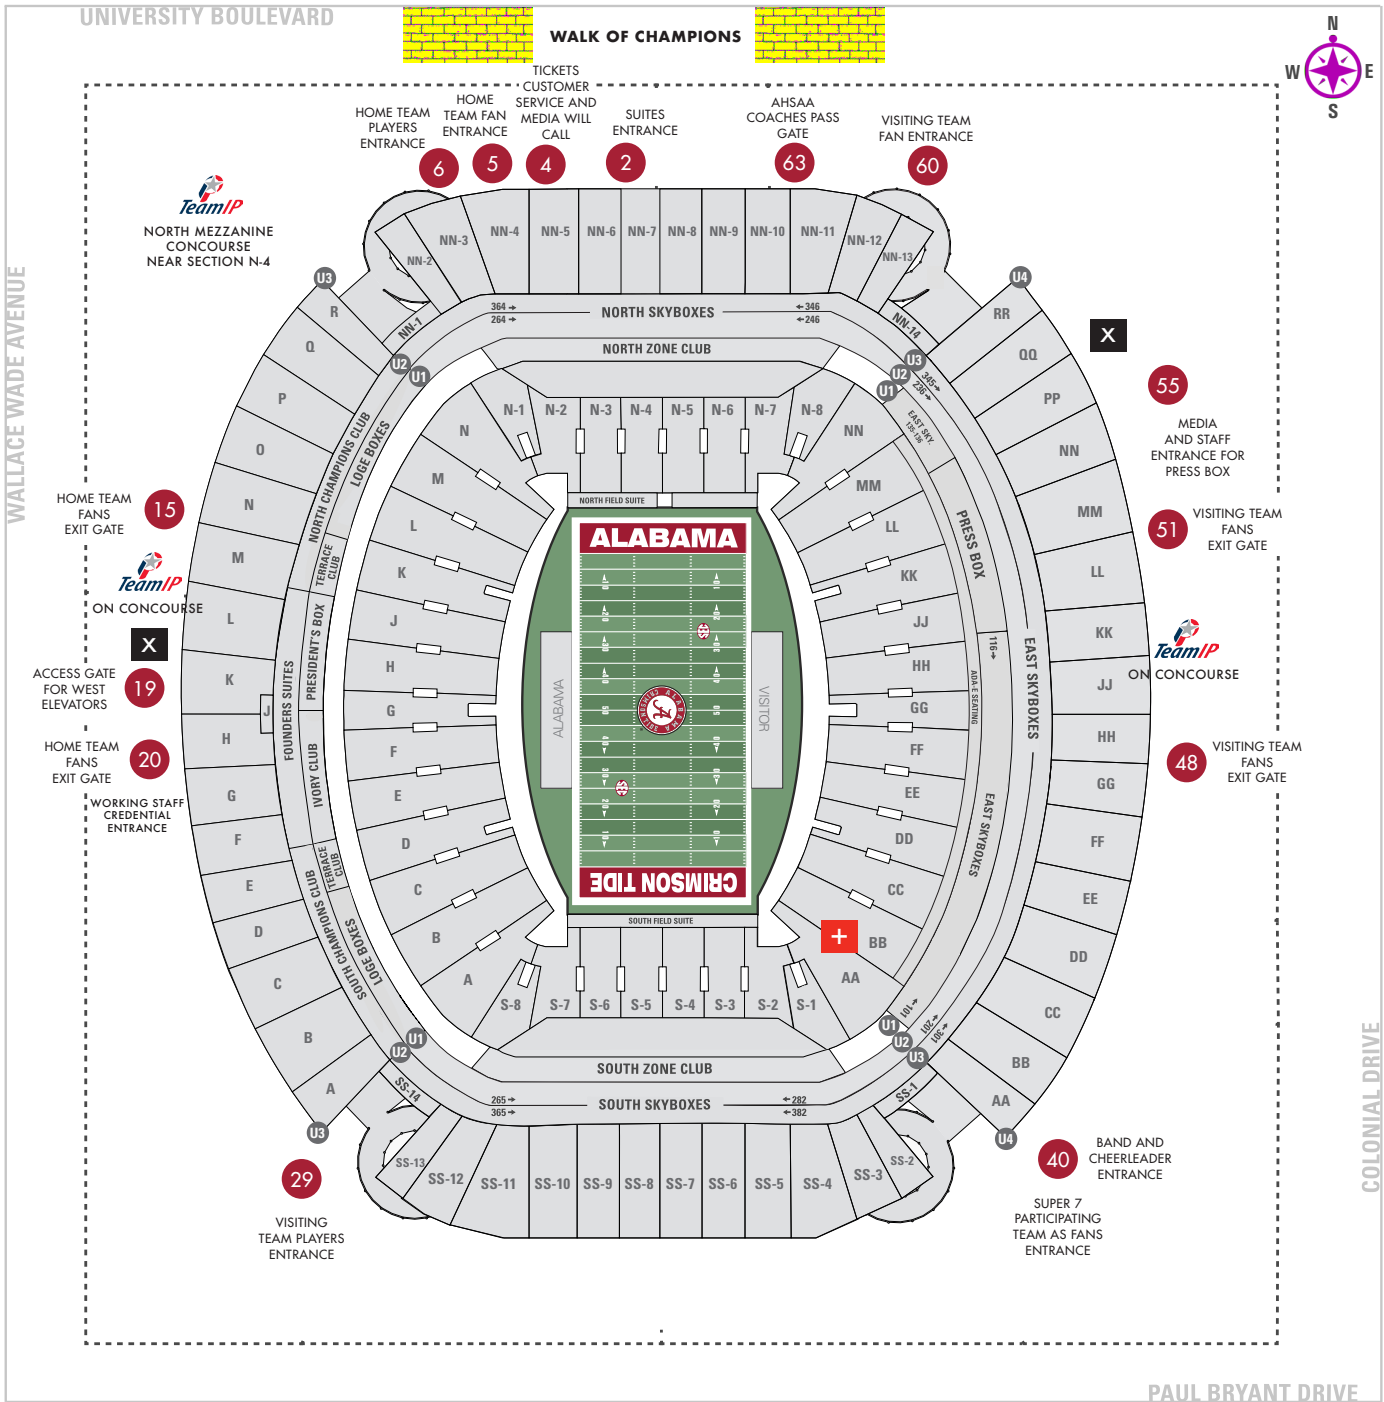 UNIVERSITY BOULEVARD
WALK OF CHAMPIONS
N
W
E
S
HOME TEAM
PLAYERS
ENTRANCE
6
HOME
TEAM FAN
ENTRANCE
5
TICKETS
CUSTOMER
SERVICE AND
MEDIA WILL
CALL
4
SUITES
ENTRANCE
2
AHSAA
COACHES PASS
GATE
63
VISITING TEAM
FAN ENTRANCE
60
TeamIP
NORTH MEZZANINE
CONCOURSE
NEAR SECTION N-4
WALLACE WADE AVENUE
NN-1
NN-2
NN-3
NN-4
NN-5
NN-6
NN-7
NN-8
NN-9
NN-10
NN-11
NN-12
NN-13
NN-14
U3
U4
364
264
NORTH SKYBOXES
346
246
NORTH ZONE CLUB
U2
U1
U3
U2
U1
345
236
EAST SKY.
135-136
R
Q
P
O
N
M
L
K
J
H
G
F
E
D
C
B
A
NORTH CHAMPIONS CLUB
LOGE BOXES
TERRACE
CLUB
PRESIDENT'S BOX
FOUNDERS SUITES
IVORY CLUB
TERRACE
CLUB
SOUTH CHAMPIONS CLUB
LOGE BOXES
N
M
L
K
J
H
G
F
E
D
C
B
A
N-1
N-2
N-3
N-4
N-5
N-6
N-7
N-8
NORTH FIELD SUITE
ALABAMA
ALABAMA
VISITOR
CRIMSON TIDE
SOUTH FIELD SUITE
NN
MM
LL
KK
JJ
HH
GG
FF
EE
DD
CC
BB
AA
PRESS BOX
116
ADA-E SEATING
EAST SKYBOXES
EAST SKYBOXES
RR
QQ
PP
NN
MM
LL
KK
JJ
HH
GG
FF
EE
DD
CC
BB
AA
X
55
MEDIA
AND STAFF
ENTRANCE FOR
PRESS BOX
51
VISITING TEAM
FANS
EXIT GATE
TeamIP
ON CONCOURSE
48
VISITING TEAM
FANS
EXIT GATE
HOME TEAM
FANS
EXIT GATE
15
TeamIP
ON CONCOURSE
X
ACCESS GATE
FOR WEST
ELEVATORS
19
HOME TEAM
FANS
EXIT GATE
20
WORKING STAFF
CREDENTIAL
ENTRANCE
S-8
S-7
S-6
S-5
S-4
S-3
S-2
S-1
101
201
301
U1
U2
U3
U1
U2
U3
U4
SOUTH ZONE CLUB
265
365
SOUTH SKYBOXES
282
382
SS-14
SS-13
SS-12
SS-11
SS-10
SS-9
SS-8
SS-7
SS-6
SS-5
SS-4
SS-3
SS-2
SS-1
29
VISITING
TEAM PLAYERS
ENTRANCE
40
BAND AND
CHEERLEADER
ENTRANCE
SUPER 7
PARTICIPATING
TEAM AS FANS
ENTRANCE
COLONIAL DRIVE
PAUL BRYANT DRIVE